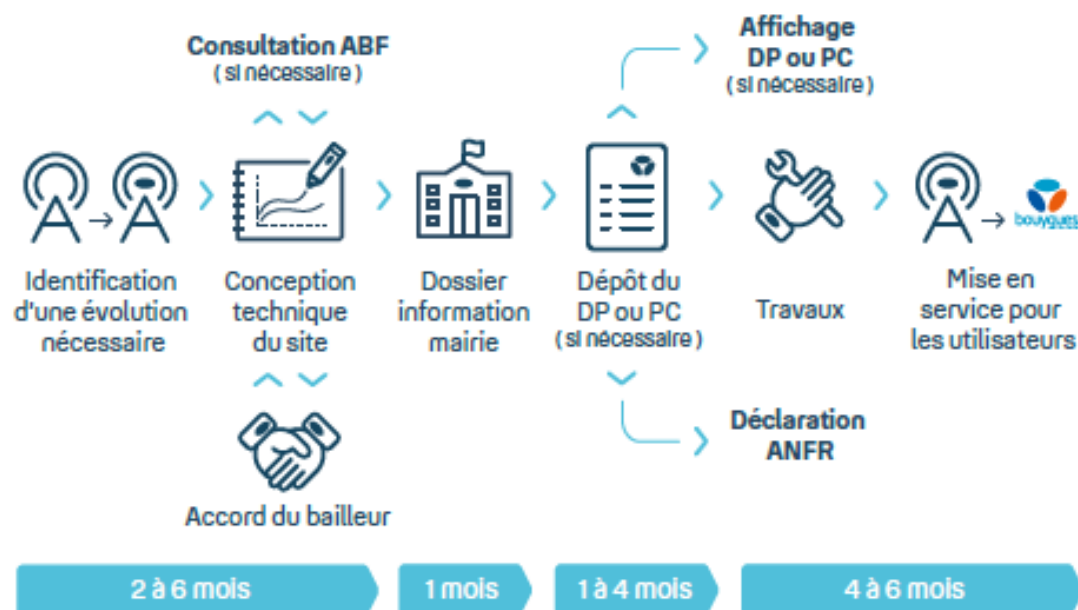 Consultation ABF
( si nécessaire )
Affichage
DP ou PC
( si nécessaire )
bouygues
Identification
d'une évolution
nécessaire
Conception
technique
du site
Dossier
information
mairie
Dépôt du
DP ou PC
( si nécessaire )
Travaux
Mise en
service pour
les utilisateurs
Déclaration
ANFR
Accord du bailleur
2 à 6 mois
1 mois
1 à 4 mois
4 à 6 mois